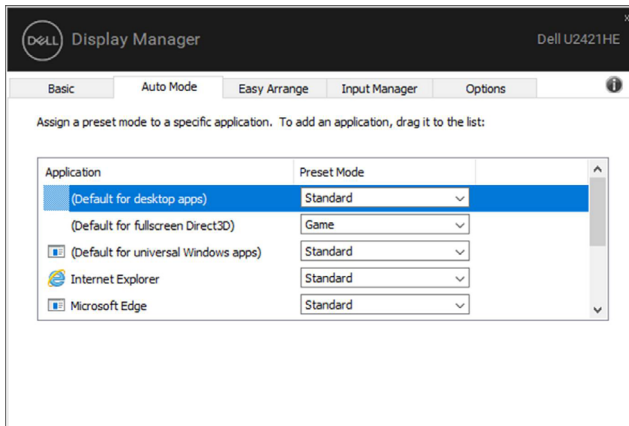 DELL Display Manager
Dell U2421HE
x
Basic Auto Mode Easy Arrange Input Manager Options
Assign a preset mode to a specific application. To add an application, drag it to the list:
Application Preset Mode
(Default for desktop apps) Standard
(Default for fullscreen Direct3D) Game
(Default for universal Windows apps) Standard
Internet Explorer Standard
Microsoft Edge Standard